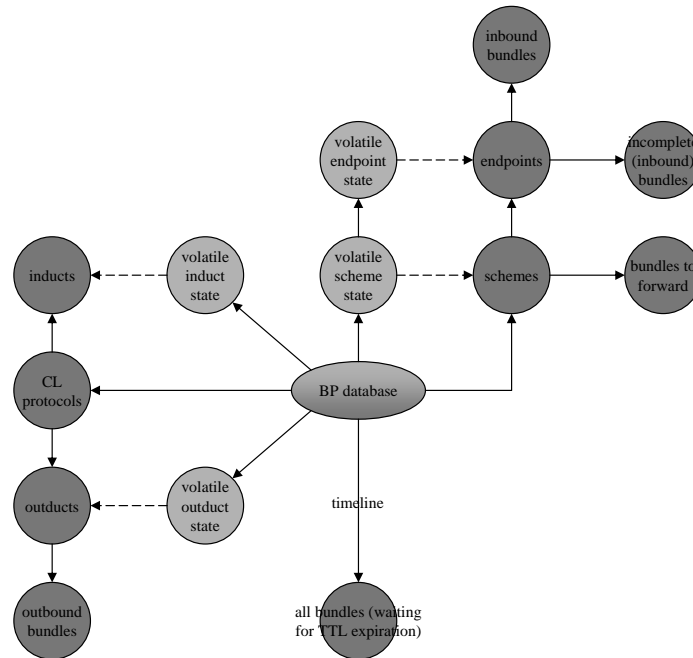 inbound
bundles
volatile
endpoint
state
endpoints
incomplete
(inbound)
bundles
inducts
volatile
induct
state
volatile
scheme
state
schemes
bundles to
forward
CL
protocols
BP database
outducts
volatile
outduct
state
timeline
outbound
bundles
all bundles (waiting
for TTL expiration)